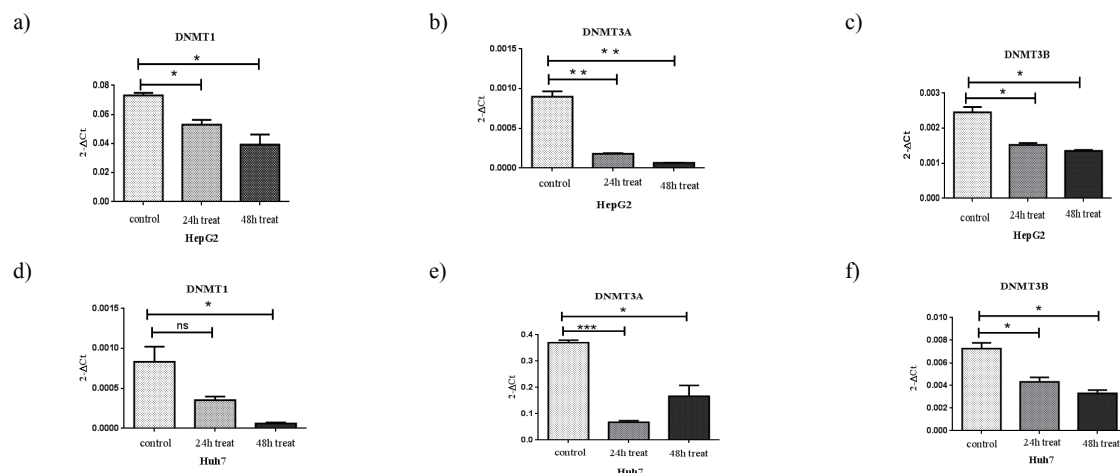 a)
DNMT1
*
*
2-ΔCt
0.08
0.06
0.04
0.02
0.00
control 24h treat 48h treat
HepG2
b)
DNMT3A
* *
* *
2-ΔCt
0.0015
0.0010
0.0005
0.0000
control 24h treat 48h treat
HepG2
c)
DNMT3B
*
*
2-ΔCt
0.003
0.002
0.001
0.000
control 24h treat 48h treat
HepG2
d)
DNMT1
*
ns
2-ΔCt
0.0015
0.0010
0.0005
0.0000
control 24h treat 48h treat
Huh7
e)
DNMT3A
*
***
2-ΔCt
0.4
0.3
0.2
0.1
0.0
control 24h treat 48h treat
Huh7
f)
DNMT3B
*
*
2-ΔCt
0.010
0.008
0.006
0.004
0.002
0.000
control 24h treat 48h treat
Huh7